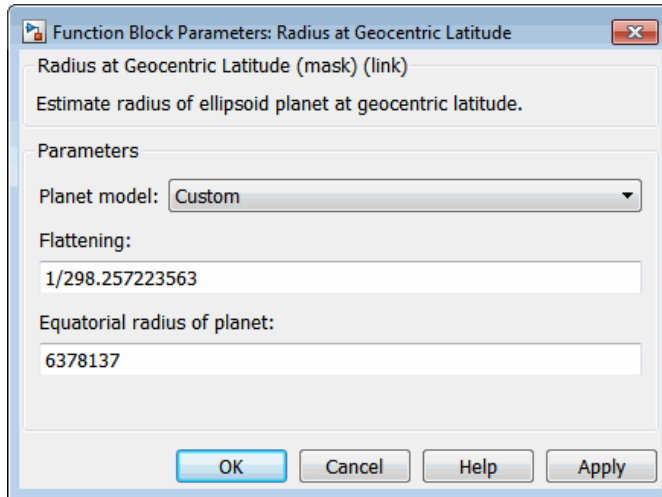 Function Block Parameters: Radius at Geocentric Latitude
Radius at Geocentric Latitude (mask) (link)
Estimate radius of ellipsoid planet at geocentric latitude.
Parameters
Planet model: Custom
Flattening:
1/298.257223563
Equatorial radius of planet:
6378137
OK Cancel Help Apply